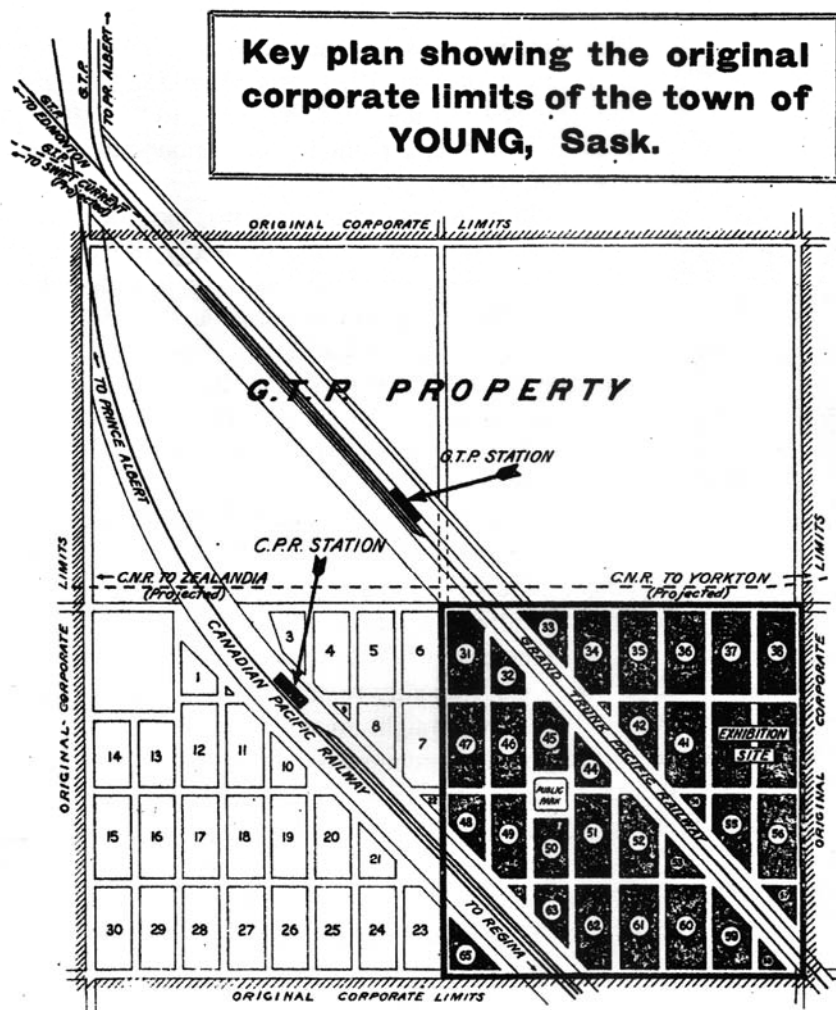 Key plan showing the original
corporate limits of the town of
YOUNG, Sask.
G.T.P.
TO PR. ALBERT→
G.T.P.
←TO EDMONTON
G.T.P.
←TO SWIFT CURRENT
(Projected)
ORIGINAL CORPORATE LIMITS
G.T.P. PROPERTY
← TO PRINCE ALBERT
G.T.P. STATION
C.P.R. STATION
← C.N.R. TO ZEALANDIA
(Projected)
C.N.R. TO YORKTON
(Projected)
ORIGINAL-CORPORATE LIMITS
ORIGINAL CORPORATE LIMITS
CANADIAN PACIFIC RAILWAY
GRAND TRUNK PACIFIC RAILWAY
3 4 5 6 31 32 33 34 35 36 37 38
1
14 13 12 11 10 8 7 47 46 45 44 42 41
EXHIBITION
SITE
PUBLIC
PARK
15 16 17 18 19 20 21 48 49 50 51 52 55 56
30 29 28 27 26 25 24 23 65 63 62 61 60 59
TO REGINA→
ORIGINAL CORPORATE LIMITS